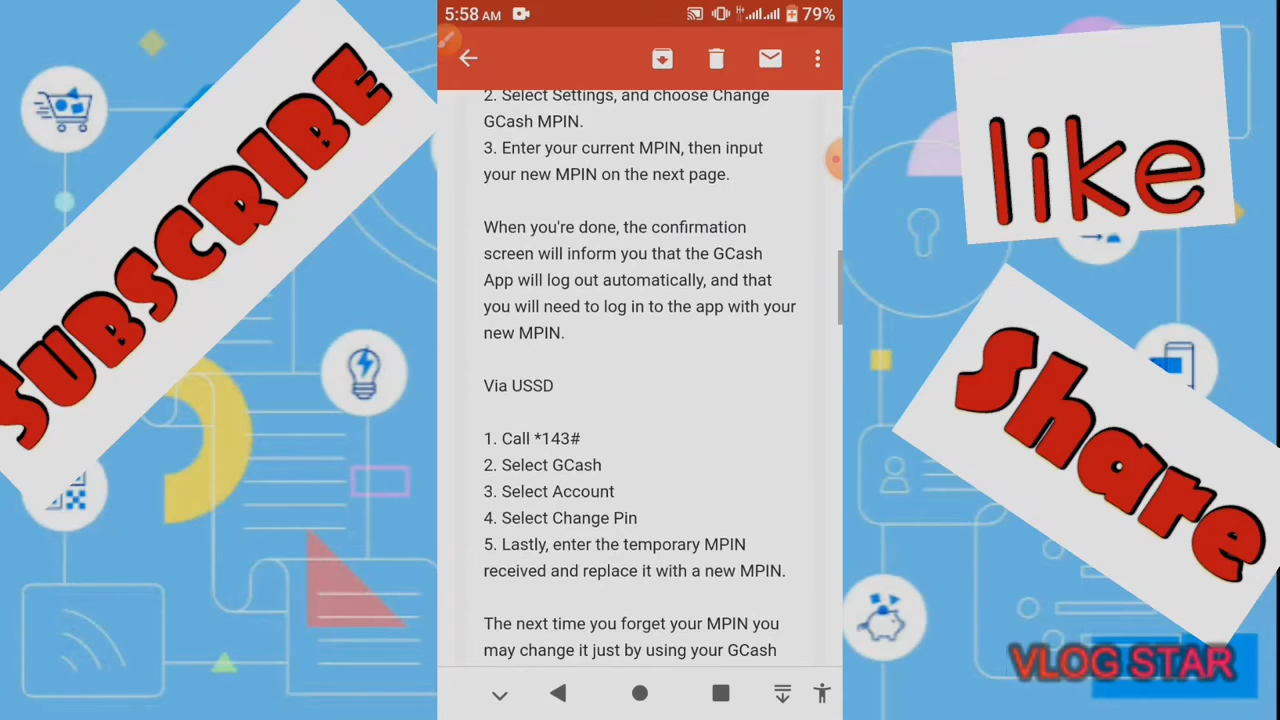 SUBSCRIBE
5:58 AM
79%
2. Select Settings, and choose Change
GCash MPIN.
3. Enter your current MPIN, then input
your new MPIN on the next page.
When you're done, the confirmation
screen will inform you that the GCash
App will log out automatically, and that
you will need to log in to the app with your
new MPIN.
Via USSD
1. Call *143#
2. Select GCash
3. Select Account
4. Select Change Pin
5. Lastly, enter the temporary MPIN
received and replace it with a new MPIN.
The next time you forget your MPIN you
may change it just by using your GCash
like
Share
VLOG STAR